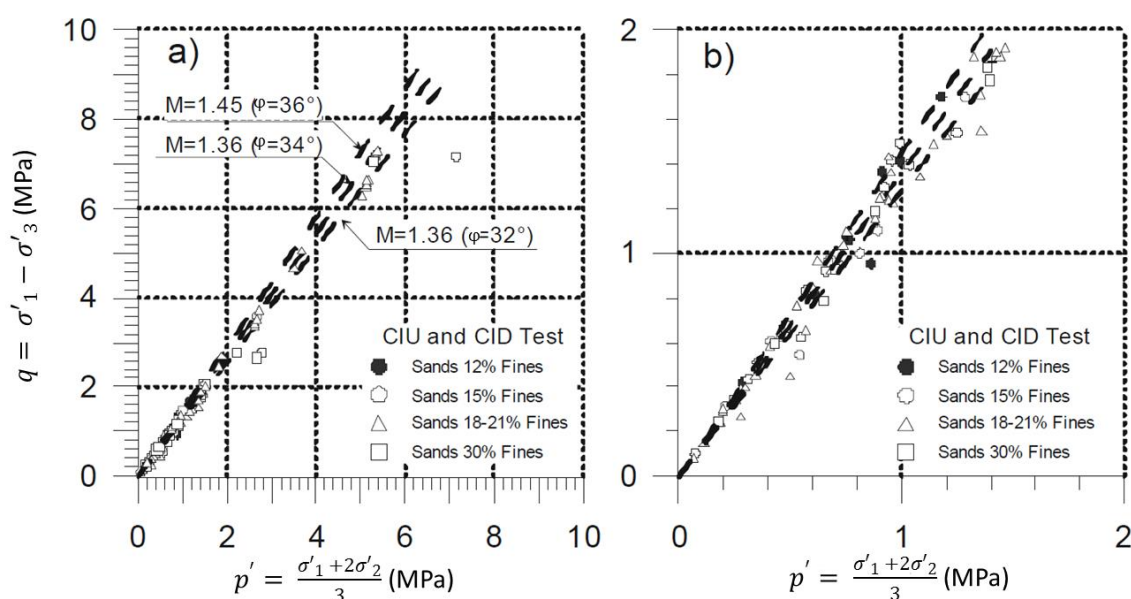 a)
q = σ′₁ − σ′₃ (MPa)
10
8
6
4
2
0
M=1.45 (φ=36°)
M=1.36 (φ=34°)
M=1.36 (φ=32°)
CIU and CID Test
Sands 12% Fines
Sands 15% Fines
Sands 18-21% Fines
Sands 30% Fines
0 2 4 6 8 10
p′ = (σ′₁+2σ′₂)/3 (MPa)
b)
2
1
0
CIU and CID Test
Sands 12% Fines
Sands 15% Fines
Sands 18-21% Fines
Sands 30% Fines
0 1 2
p′ = (σ′₁+2σ′₂)/3 (MPa)